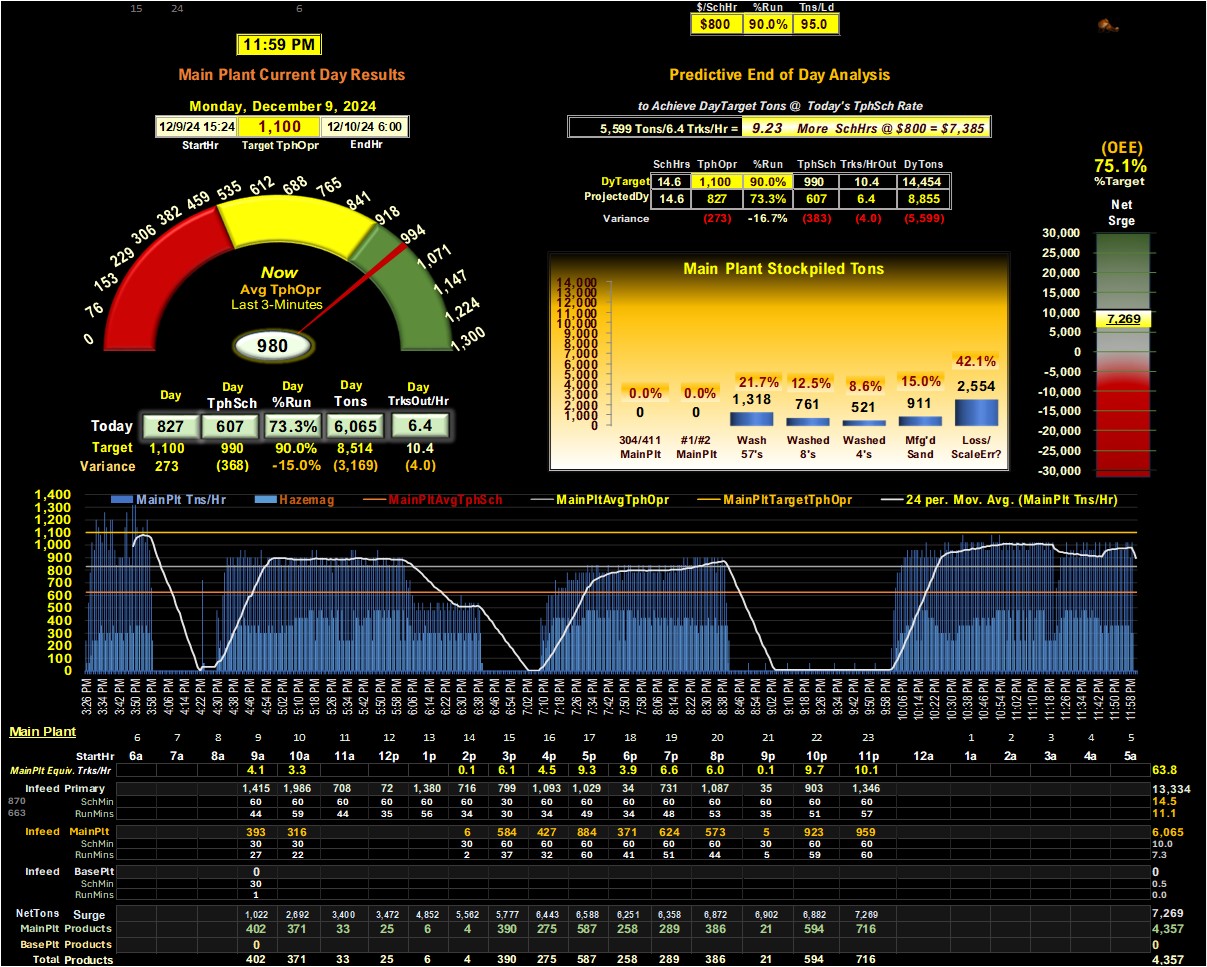 15 24 6
$/SchHr %Run Tns/Ld
$800 90.0% 95.0
11:59 PM
Main Plant Current Day Results
Monday, December 9, 2024
12/9/24 15:24 1,100 12/10/24 6:00
StartHr Target TphOpr EndHr
0 76 153 229 306 382 459 535 612 688 765 841 918 994 1,071 1,147 1,224 1,300
Now
Avg TphOpr
Last 3-Minutes
980
Day Day TphSch Day %Run Day Tons Day TrksOut/Hr
Today 827 607 73.3% 6,065 6.4
Target 1,100 990 90.0% 8,514 10.4
Variance 273 (368) -15.0% (3,169) (4.0)
Predictive End of Day Analysis
to Achieve DayTarget Tons @ Today's TphSch Rate
5,599 Tons/6.4 Trks/Hr = 9.23 More SchHrs @ $800 = $7,385
SchHrs TphOpr %Run TphSch Trks/HrOut DyTons
DyTarget 14.6 1,100 90.0% 990 10.4 14,454
ProjectedDy 14.6 827 73.3% 607 6.4 8,855
Variance (273) -16.7% (383) (4.0) (5,599)
Main Plant Stockpiled Tons
14,000
13,000
12,000
11,000
10,000
9,000
8,000
7,000
6,000
5,000
4,000
3,000
2,000
1,000
0
0.0% 0.0% 21.7% 12.5% 8.6% 15.0% 42.1%
0 0 1,318 761 521 911 2,554
304/411 #1/#2 Wash Washed Washed Mfg'd Loss/
MainPlt MainPlt 57's 8's 4's Sand ScaleErr?
(OEE)
75.1%
%Target
Net
Srge
30,000
25,000
20,000
15,000
10,000
7,269
5,000
0
-5,000
-10,000
-15,000
-20,000
-25,000
-30,000
MainPlt Tns/Hr Hazemag MainPltAvgTphSch MainPltAvgTphOpr MainPltTargetTphOpr 24 per. Mov. Avg. (MainPlt Tns/Hr)
1,400
1,300
1,200
1,100
1,000
900
800
700
600
500
400
300
200
100
0
3:26 PM 3:34 PM 3:42 PM 3:50 PM 3:58 PM 4:06 PM 4:14 PM 4:22 PM 4:30 PM 4:38 PM 4:46 PM 4:54 PM 5:02 PM 5:10 PM 5:18 PM 5:26 PM 5:34 PM 5:42 PM 5:50 PM 5:58 PM 6:06 PM 6:14 PM 6:22 PM 6:30 PM 6:38 PM 7:02 PM 7:10 PM 7:18 PM 7:26 PM 7:34 PM 7:42 PM 7:50 PM 7:58 PM 8:06 PM 8:14 PM 8:22 PM 8:30 PM 8:38 PM 8:46 PM 8:54 PM 9:02 PM 9:10 PM 9:18 PM 9:26 PM 9:34 PM 9:42 PM 9:50 PM 9:58 PM 10:06 PM 10:14 PM 10:22 PM 10:30 PM 10:38 PM 10:46 PM 10:54 PM 11:02 PM 11:10 PM 11:18 PM 11:26 PM 11:34 PM 11:42 PM 11:50 PM 11:58 PM
Main Plant 6 7 8 9 10 11 12 13 14 15 16 17 18 19 20 21 22 23 1 2 3 4 5
StartHr 6a 7a 8a 9a 10a 11a 12p 1p 2p 3p 4p 5p 6p 7p 8p 9p 10p 11p 12a 1a 2a 3a 4a 5a
MainPlt Equiv. Trks/Hr 4.1 3.3 0.1 6.1 4.5 9.3 3.9 6.6 6.0 0.1 9.7 10.1 63.8
Infeed Primary 1,415 1,986 708 72 1,380 716 799 1,093 1,029 34 731 1,087 35 903 1,346 13,334
870 SchMin 60 60 60 60 60 60 30 60 60 60 60 60 60 60 60 14.5
663 RunMins 44 59 44 35 56 34 30 34 49 34 48 53 35 51 57 11.1
Infeed MainPlt 393 316 6 584 427 884 371 624 573 5 923 959 6,065
SchMin 30 30 30 60 60 60 60 60 60 60 60 60 10.0
RunMins 27 22 2 37 32 60 41 51 44 5 59 60 7.3
Infeed BasePlt 0 0
SchMin 30 0.5
RunMins 1 0.0
NetTons Surge 1,022 2,692 3,400 3,472 4,852 5,562 5,777 6,443 6,588 6,251 6,358 6,872 6,902 6,882 7,269 7,269
MainPlt Products 402 371 33 25 6 4 390 275 587 258 289 386 21 594 716 4,357
BasePlt Products 0 0
Total Products 402 371 33 25 6 4 390 275 587 258 289 386 21 594 716 4,357